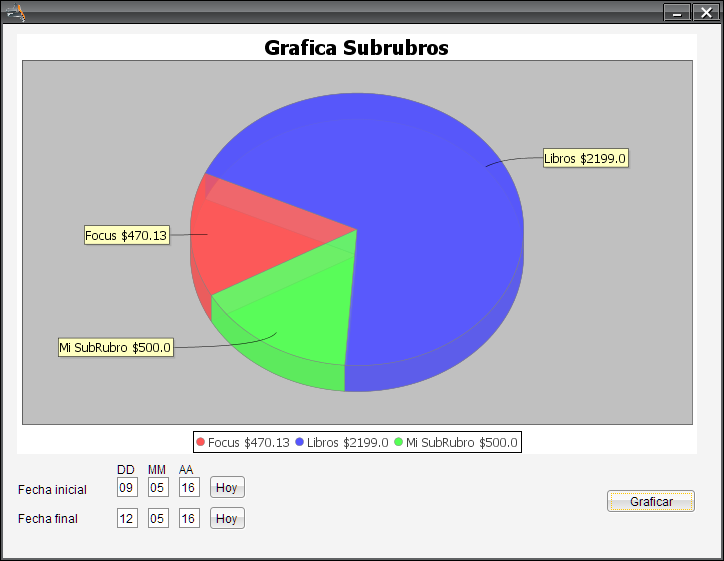 Grafica Subrubros
Libros $2199.0
Focus $470.13
Mi SubRubro $500.0
Focus $470.13 Libros $2199.0 Mi SubRubro $500.0
DD MM AA
Fecha inicial 09 05 16 Hoy
Graficar
Fecha final 12 05 16 Hoy